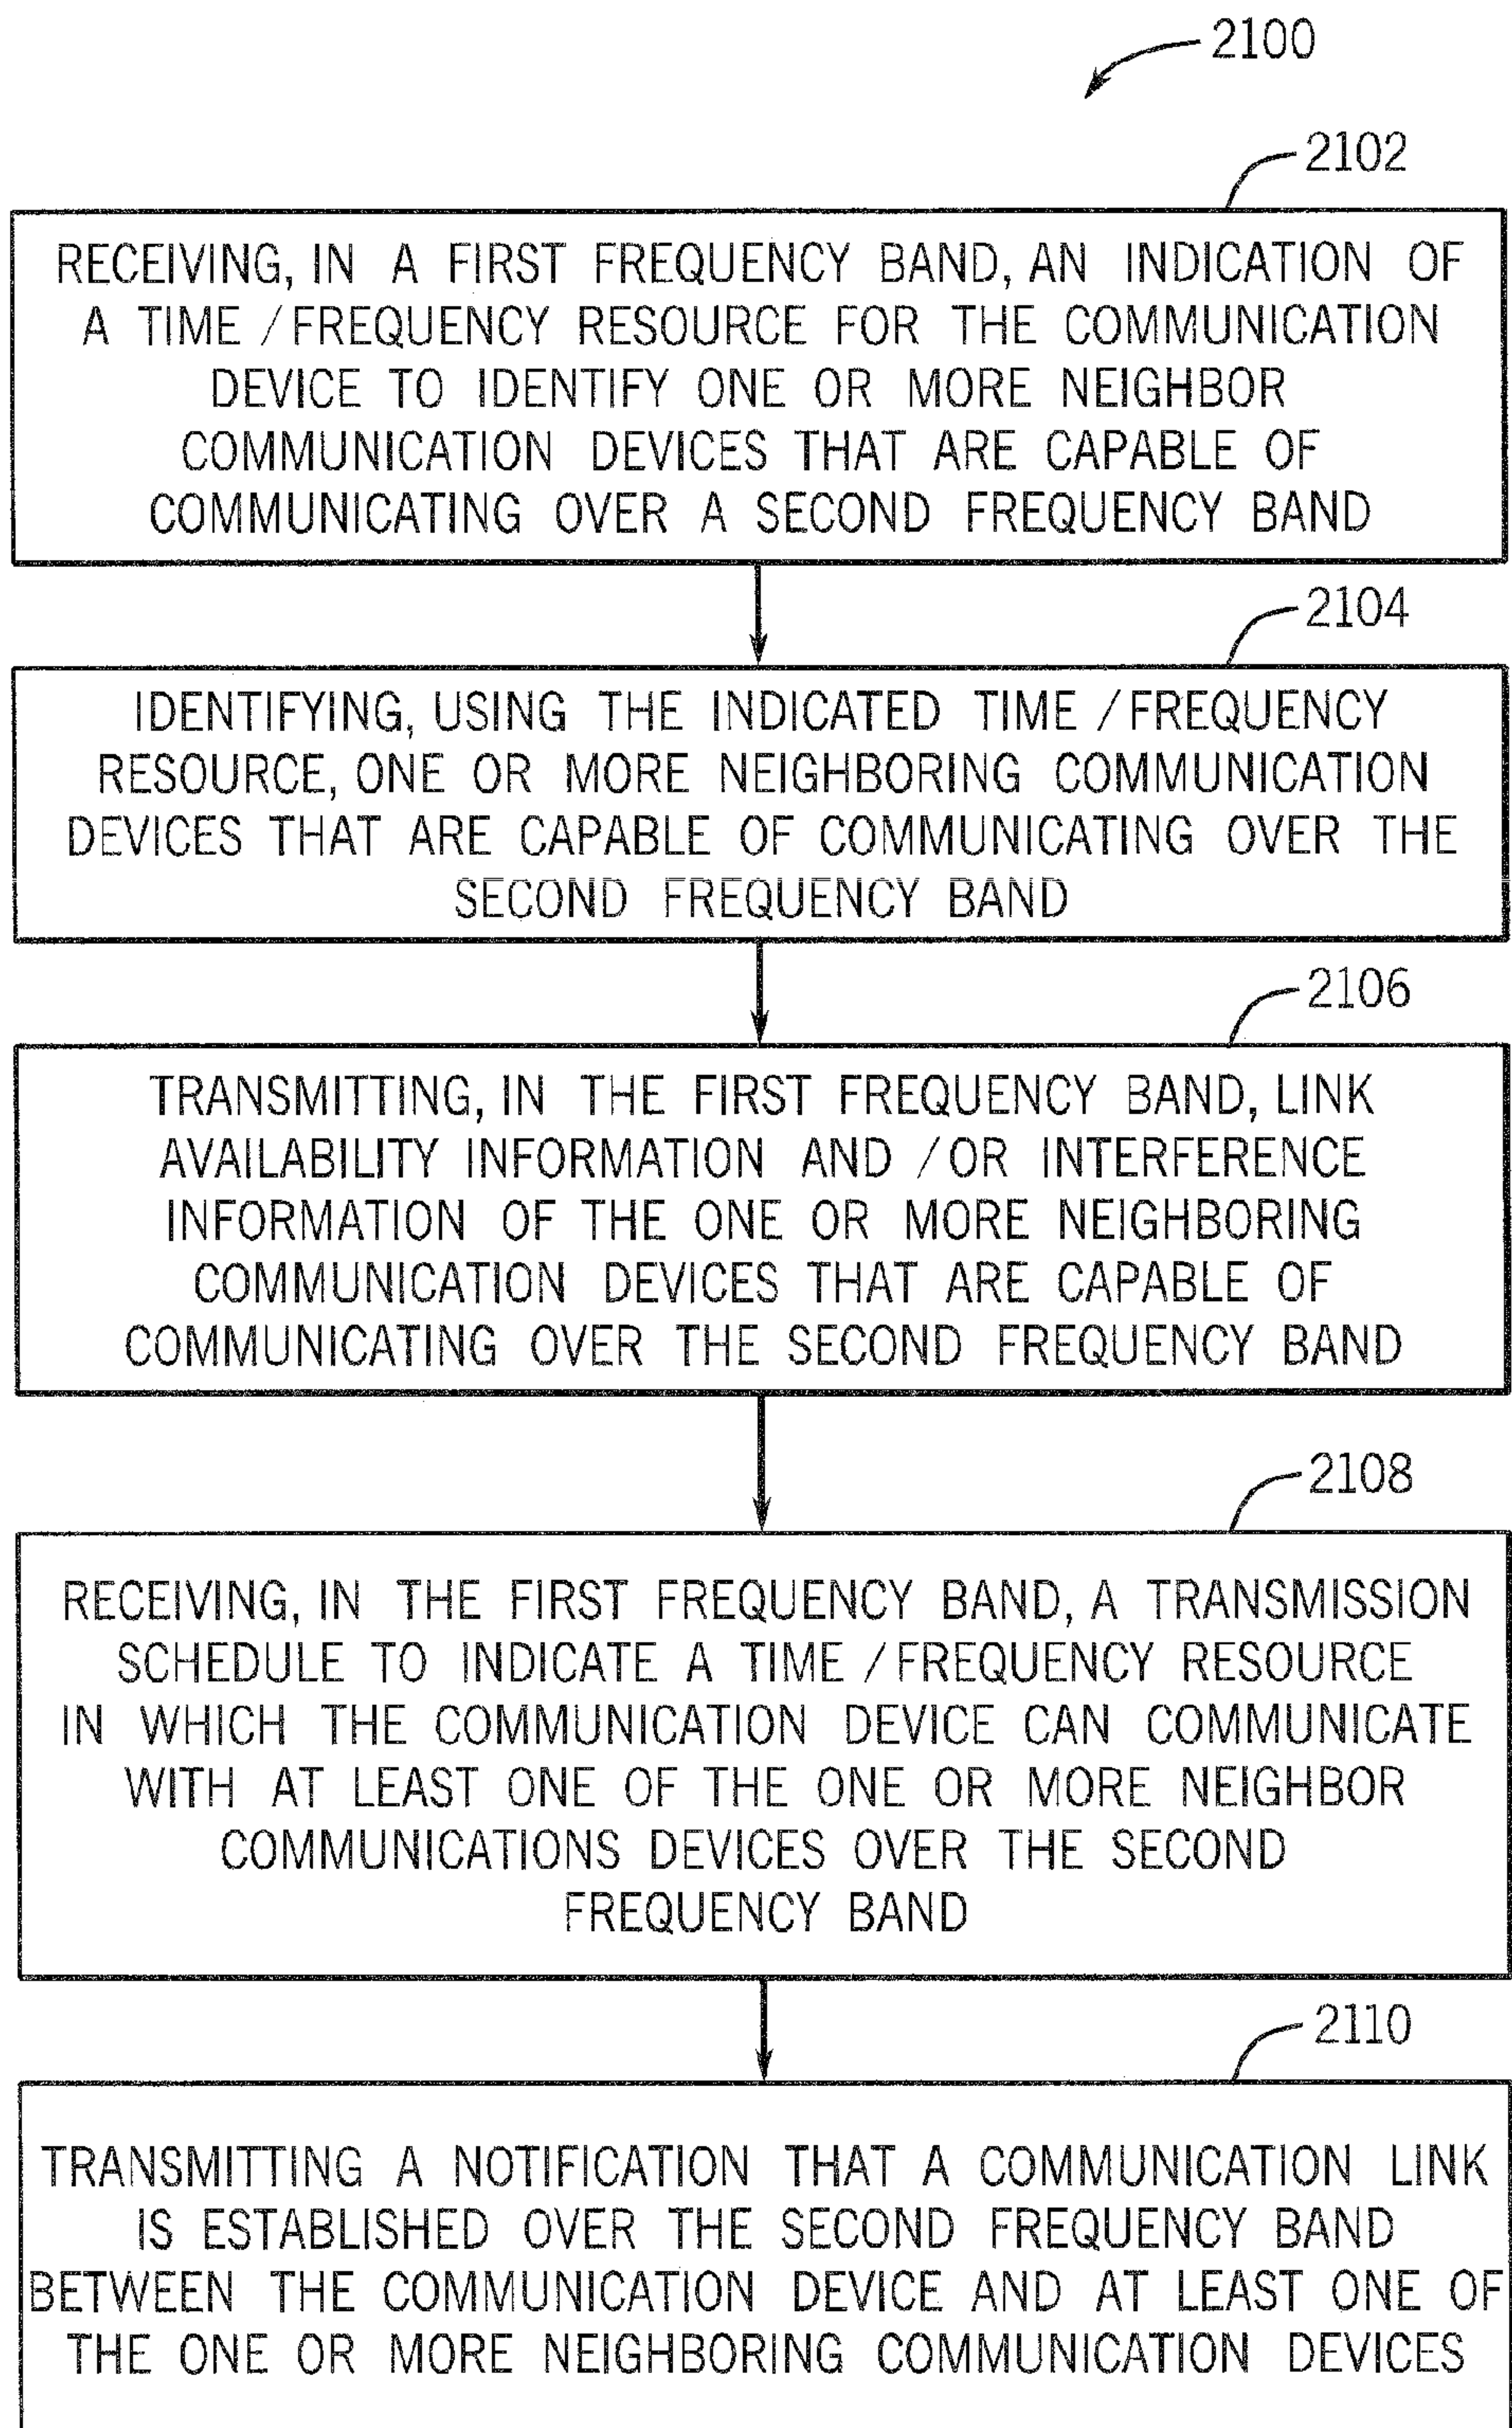 2100
2102
RECEIVING, IN A FIRST FREQUENCY BAND, AN INDICATION OF
A TIME / FREQUENCY RESOURCE FOR THE COMMUNICATION
DEVICE TO IDENTIFY ONE OR MORE NEIGHBOR
COMMUNICATION DEVICES THAT ARE CAPABLE OF
COMMUNICATING OVER A SECOND FREQUENCY BAND
2104
IDENTIFYING, USING THE INDICATED TIME / FREQUENCY
RESOURCE, ONE OR MORE NEIGHBORING COMMUNICATION
DEVICES THAT ARE CAPABLE OF COMMUNICATING OVER THE
SECOND FREQUENCY BAND
2106
TRANSMITTING, IN THE FIRST FREQUENCY BAND, LINK
AVAILABILITY INFORMATION AND / OR INTERFERENCE
INFORMATION OF THE ONE OR MORE NEIGHBORING
COMMUNICATION DEVICES THAT ARE CAPABLE OF
COMMUNICATING OVER THE SECOND FREQUENCY BAND
2108
RECEIVING, IN THE FIRST FREQUENCY BAND, A TRANSMISSION
SCHEDULE TO INDICATE A TIME / FREQUENCY RESOURCE
IN WHICH THE COMMUNICATION DEVICE CAN COMMUNICATE
WITH AT LEAST ONE OF THE ONE OR MORE NEIGHBOR
COMMUNICATIONS DEVICES OVER THE SECOND
FREQUENCY BAND
2110
TRANSMITTING A NOTIFICATION THAT A COMMUNICATION LINK
IS ESTABLISHED OVER THE SECOND FREQUENCY BAND
BETWEEN THE COMMUNICATION DEVICE AND AT LEAST ONE OF
THE ONE OR MORE NEIGHBORING COMMUNICATION DEVICES